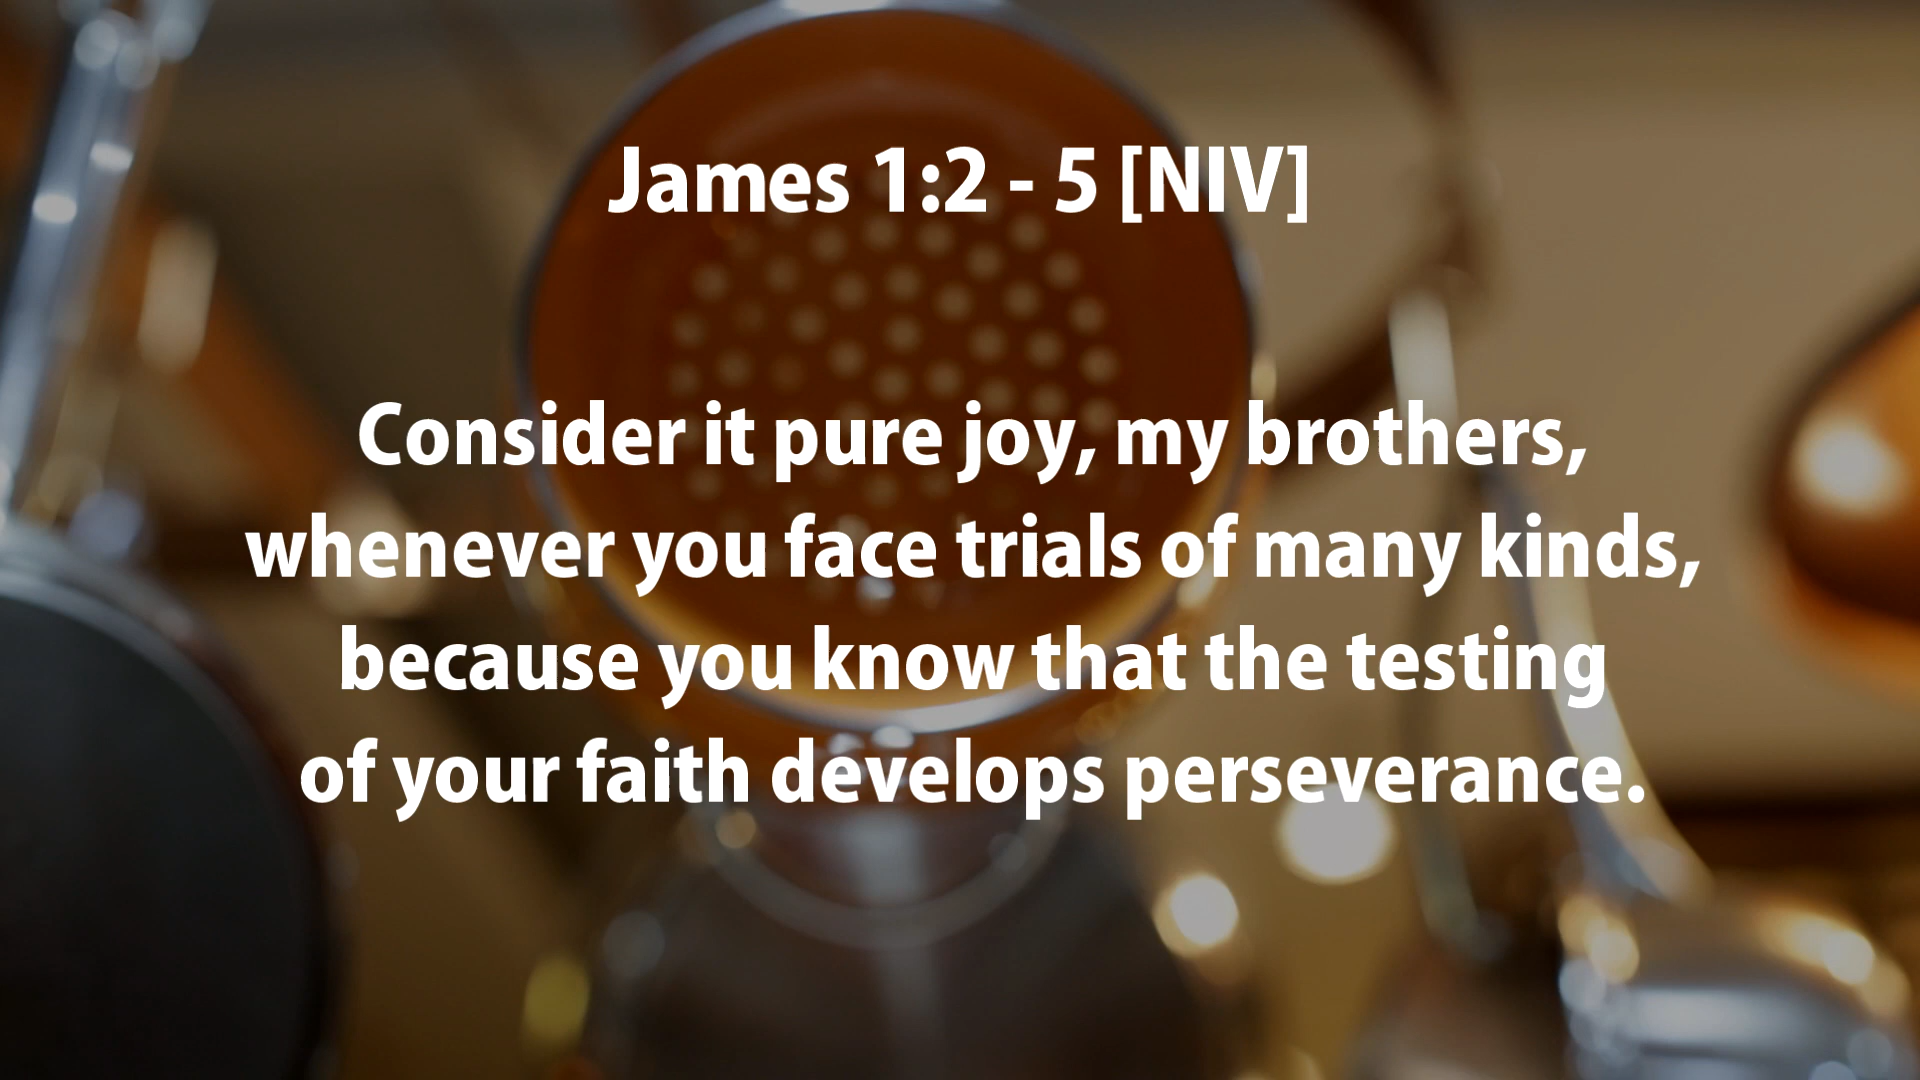 James 1:2 - 5 [NIV]
Consider it pure joy, my brothers,
whenever you face trials of many kinds,
because you know that the testing
of your faith develops perseverance.